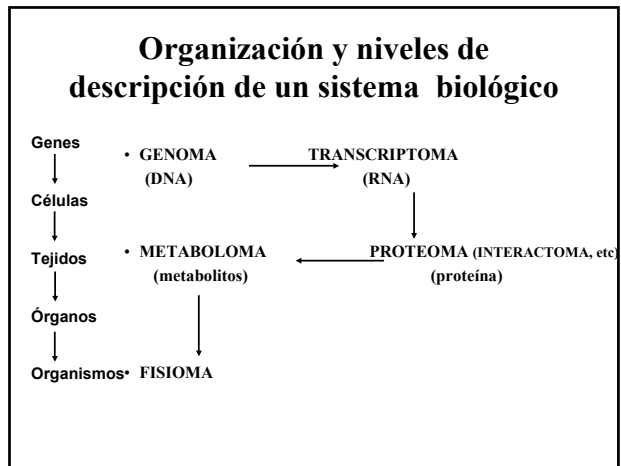 Organización y niveles de
descripción de un sistema biológico
Genes
Células
Tejidos
Órganos
Organismos
• GENOMA
(DNA)
TRANSCRIPTOMA
(RNA)
• METABOLOMA
(metabolitos)
PROTEOMA (INTERACTOMA, etc)
(proteína)
• FISIOMA